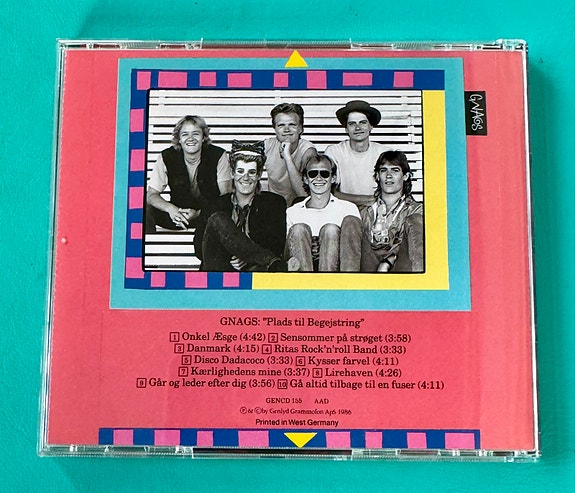 GNAGS
GNAGS: "Plads til Begejstring"
1 Onkel Æsge (4:42) 2 Sensommer på strøget (3:58)
3 Danmark (4:15) 4 Ritas Rock'n'roll Band (3:33)
5 Disco Dadacoco (3:33) 6 Kysser farvel (4:11)
7 Kærlighedens mine (3:37) 8 Lirehaven (4:26)
9 Går og leder efter dig (3:56) 10 Gå altid tilbage til en fuser (4:11)
GENCD 155 AAD
Ⓟ & Ⓒ by Genlyd Grammofon ApS 1986
Printed in West Germany